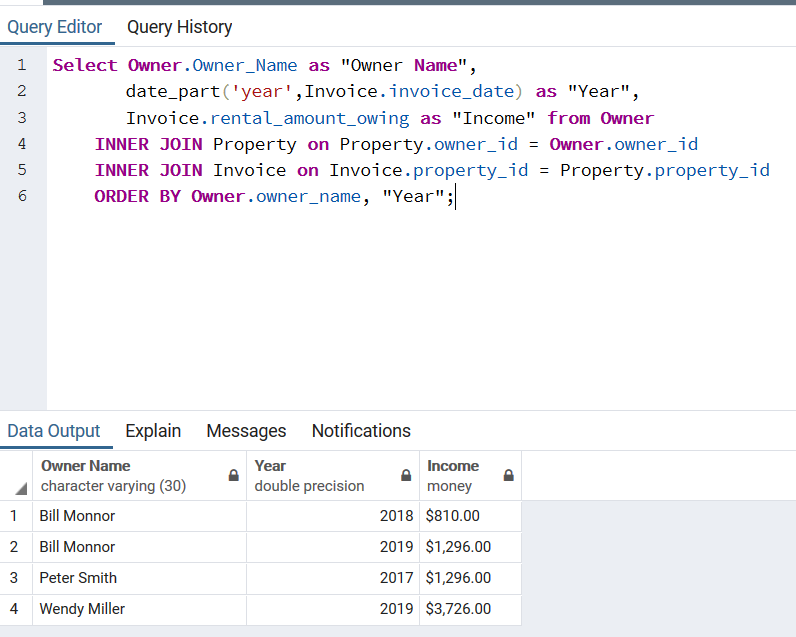 Query Editor Query History
1 Select Owner.Owner_Name as "Owner Name",
2 date_part('year',Invoice.invoice_date) as "Year",
3 Invoice.rental_amount_owing as "Income" from Owner
4 INNER JOIN Property on Property.owner_id = Owner.owner_id
5 INNER JOIN Invoice on Invoice.property_id = Property.property_id
6 ORDER BY Owner.owner_name, "Year";
Data Output Explain Messages Notifications
Owner Name Year Income
character varying (30) double precision money
1 Bill Monnor 2018 $810.00
2 Bill Monnor 2019 $1,296.00
3 Peter Smith 2017 $1,296.00
4 Wendy Miller 2019 $3,726.00